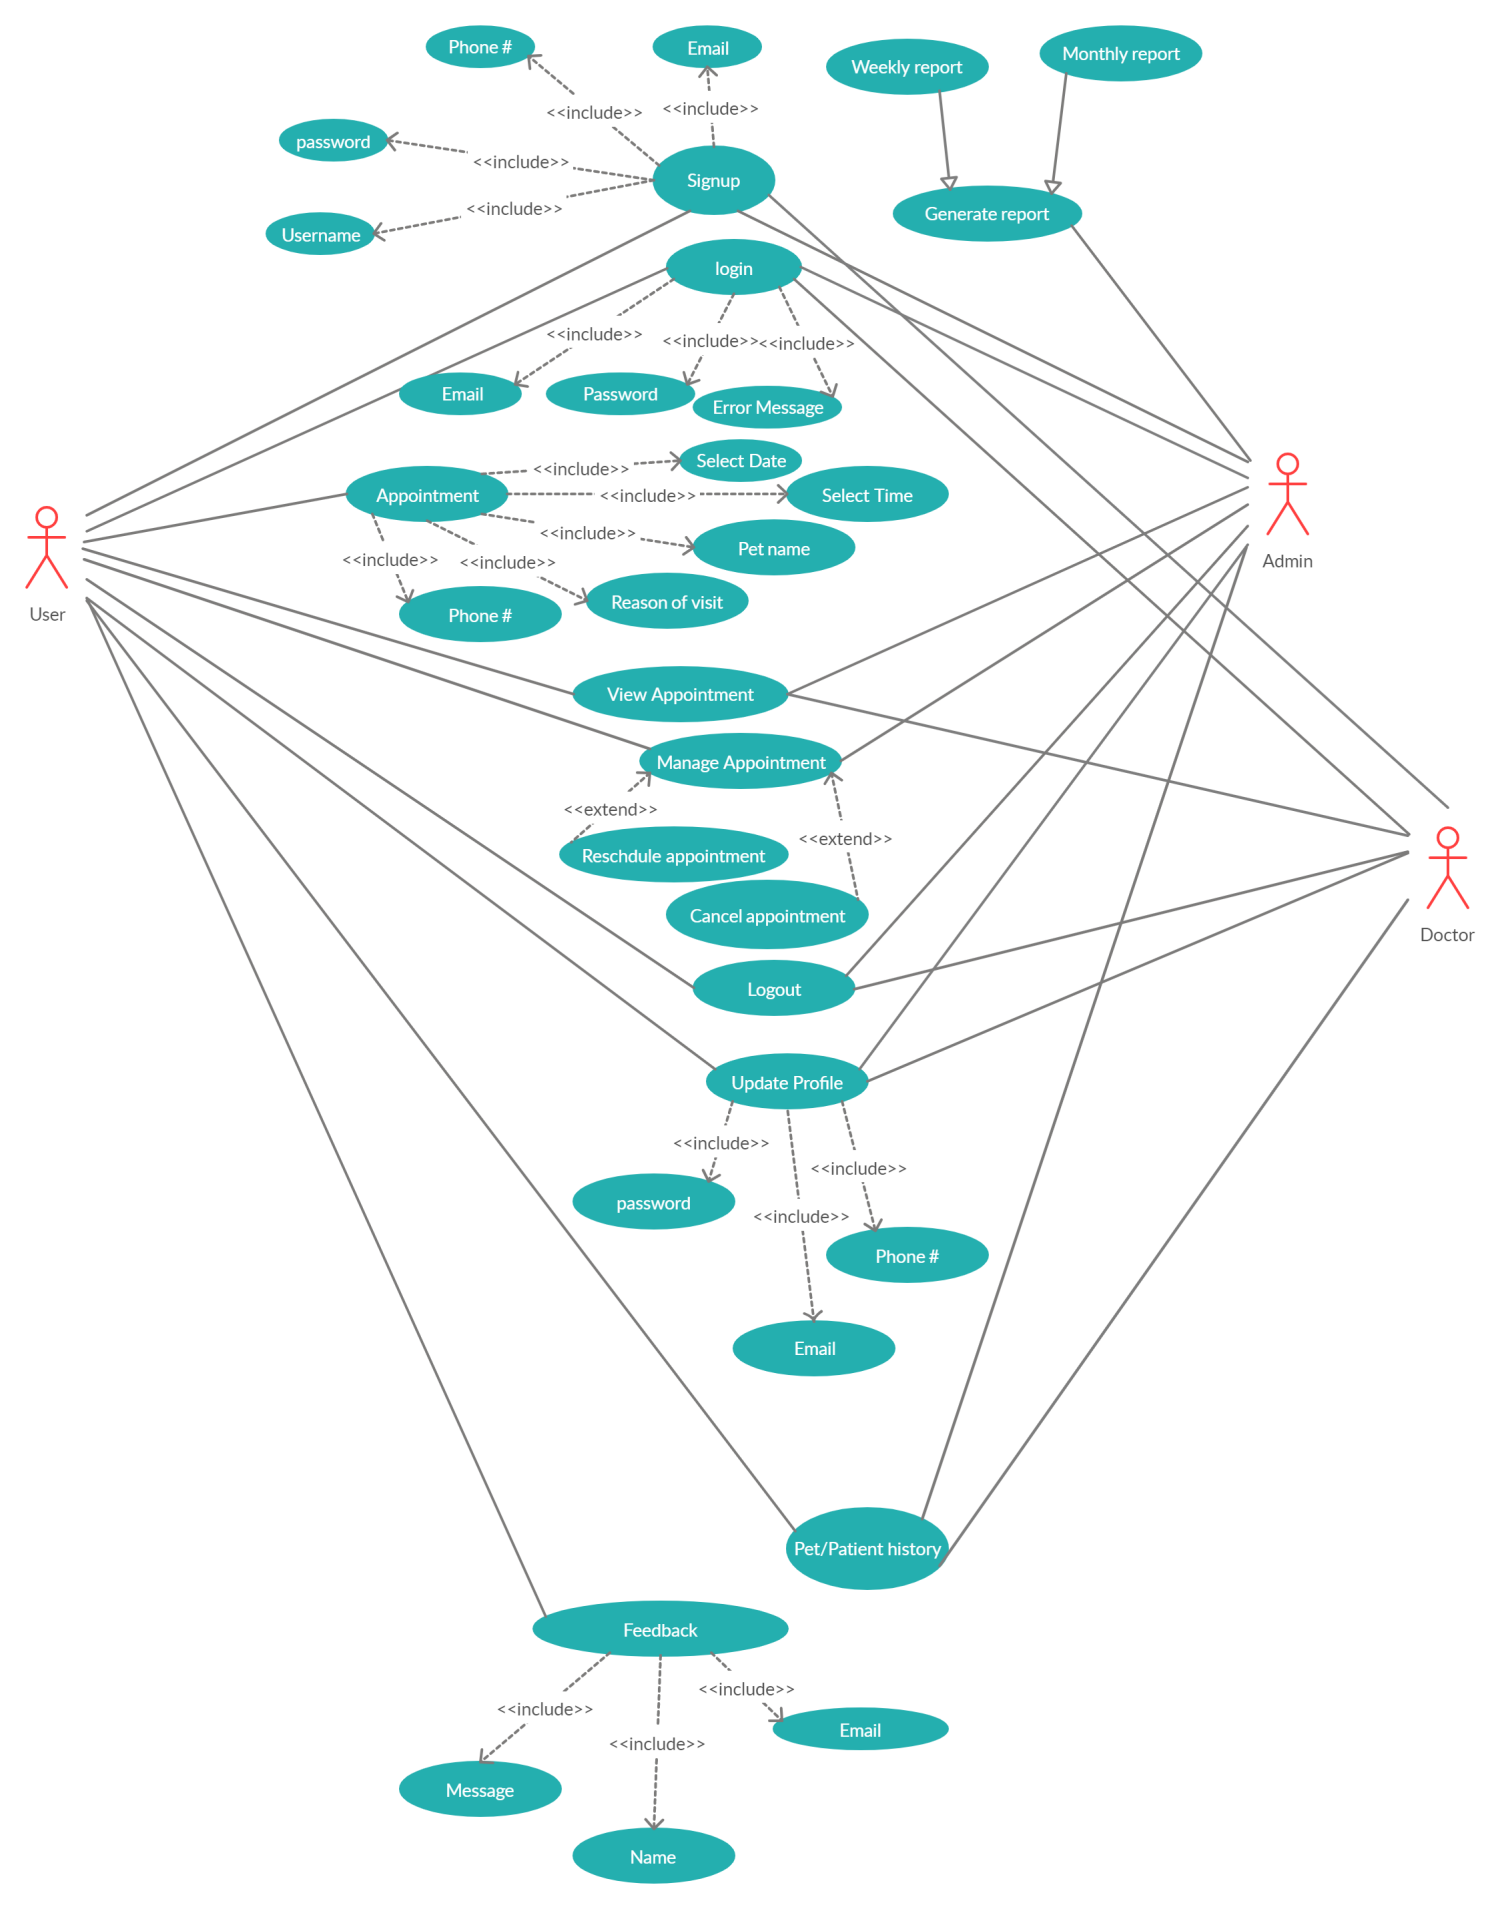 Phone #
Email
Weekly report
Monthly report
<<include>>
<<include>>
password
<<include>>
Signup
<<include>>
Username
Generate report
login
<<include>>
<<include>>
<<include>>
Email
Password
Error Message
Appointment
<<include>>
Select Date
<<include>>
Select Time
<<include>>
Pet name
<<include>>
<<include>>
Phone #
Reason of visit
User
Admin
View Appointment
Manage Appointment
<<extend>>
<<extend>>
Reschdule appointment
Cancel appointment
Doctor
Logout
Update Profile
<<include>>
<<include>>
password
<<include>>
Phone #
Email
Pet/Patient history
Feedback
<<include>>
<<include>>
<<include>>
Email
Message
Name